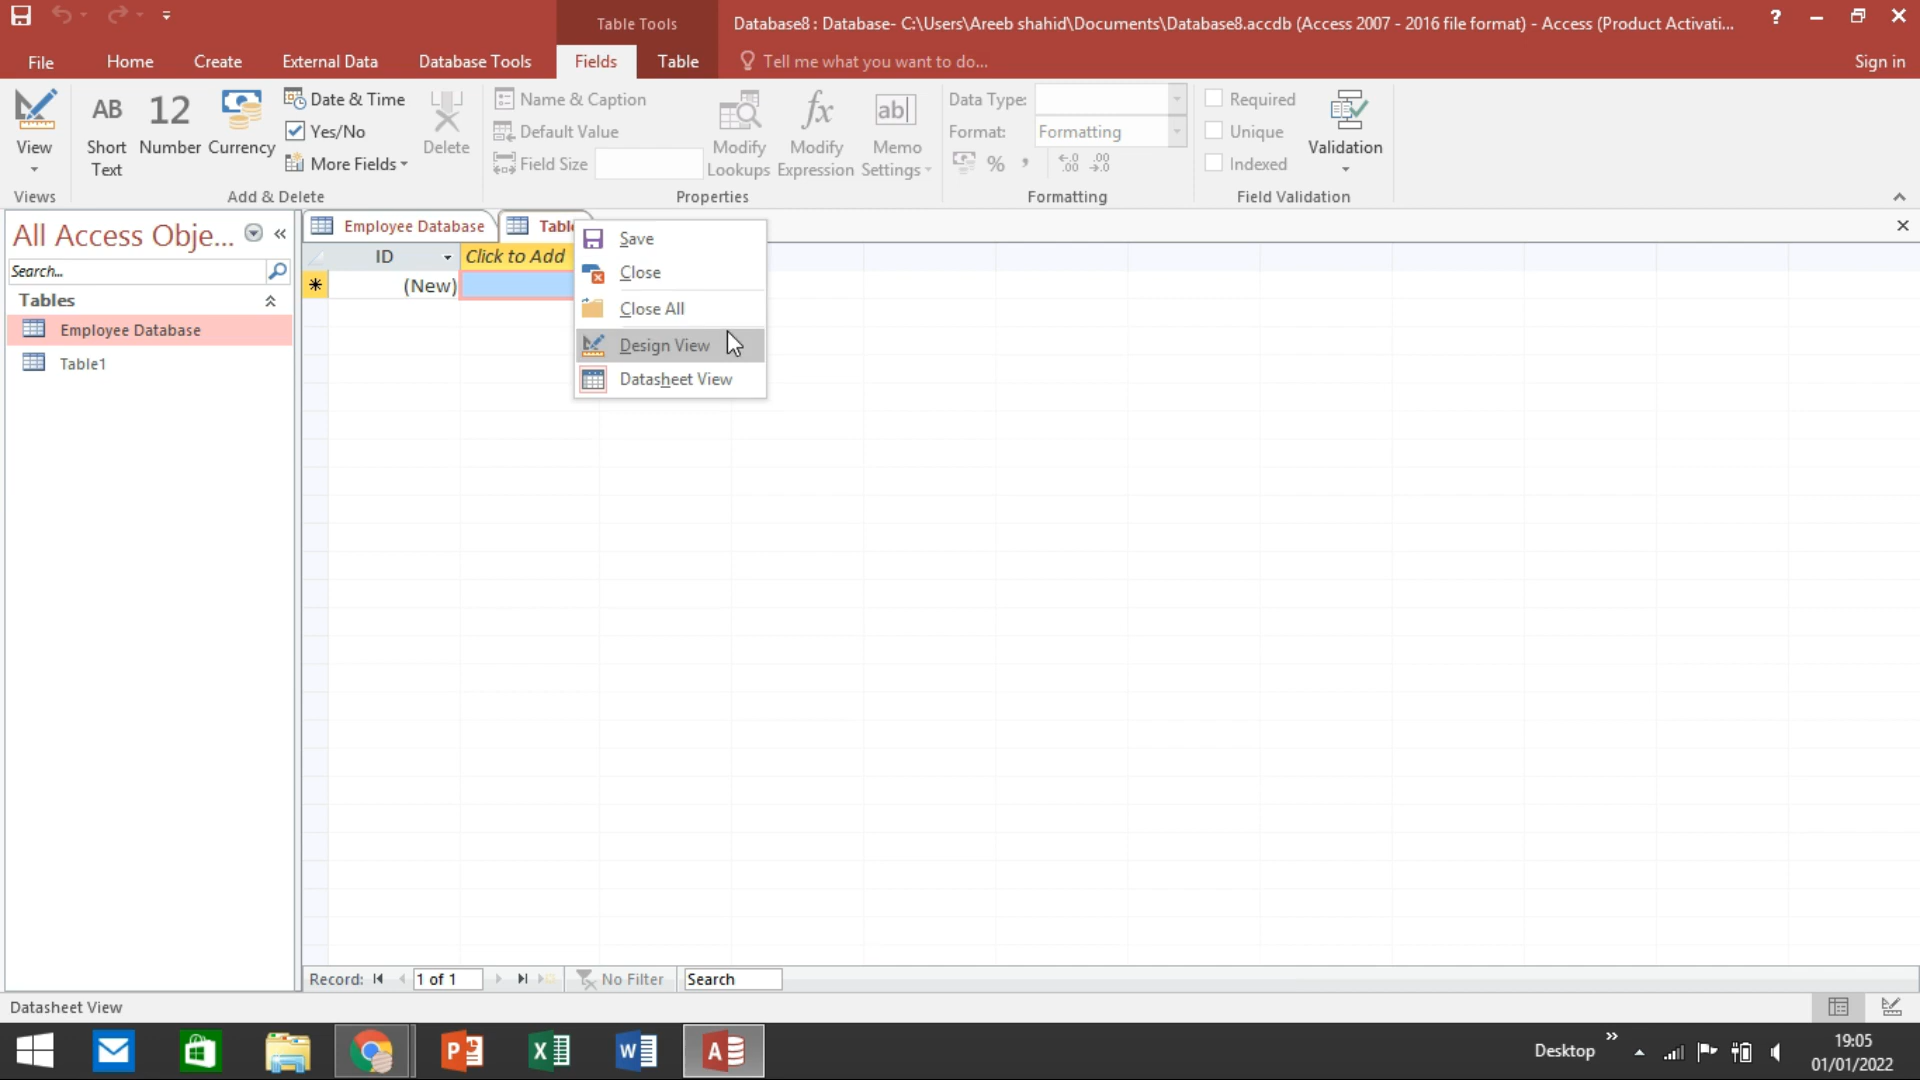 Table Tools
Database8 : Database- C:\Users\Areeb shahid\Documents\Database8.accdb (Access 2007 - 2016 file format) - Access (Product Activati...
?
File
Home
Create
External Data
Database Tools
Fields
Table
Tell me what you want to do...
Sign in
View
AB
Short
Text
12
Number
Currency
Date & Time
Yes/No
More Fields
Delete
Name & Caption
Default Value
Field Size
Modify
Lookups
fx
Modify
Expression
ab|
Memo
Settings
Data Type:
Format:
Formatting
%
Required
Unique
Indexed
Validation
Views
Add & Delete
Properties
Formatting
Field Validation
All Access Obje...
Search...
Tables
Employee Database
Table1
Employee Database
ID
Click to Add
(New)
Save
Close
Close All
Design View
Datasheet View
Record:
1 of 1
No Filter
Search
Datasheet View
Desktop
19:05
01/01/2022